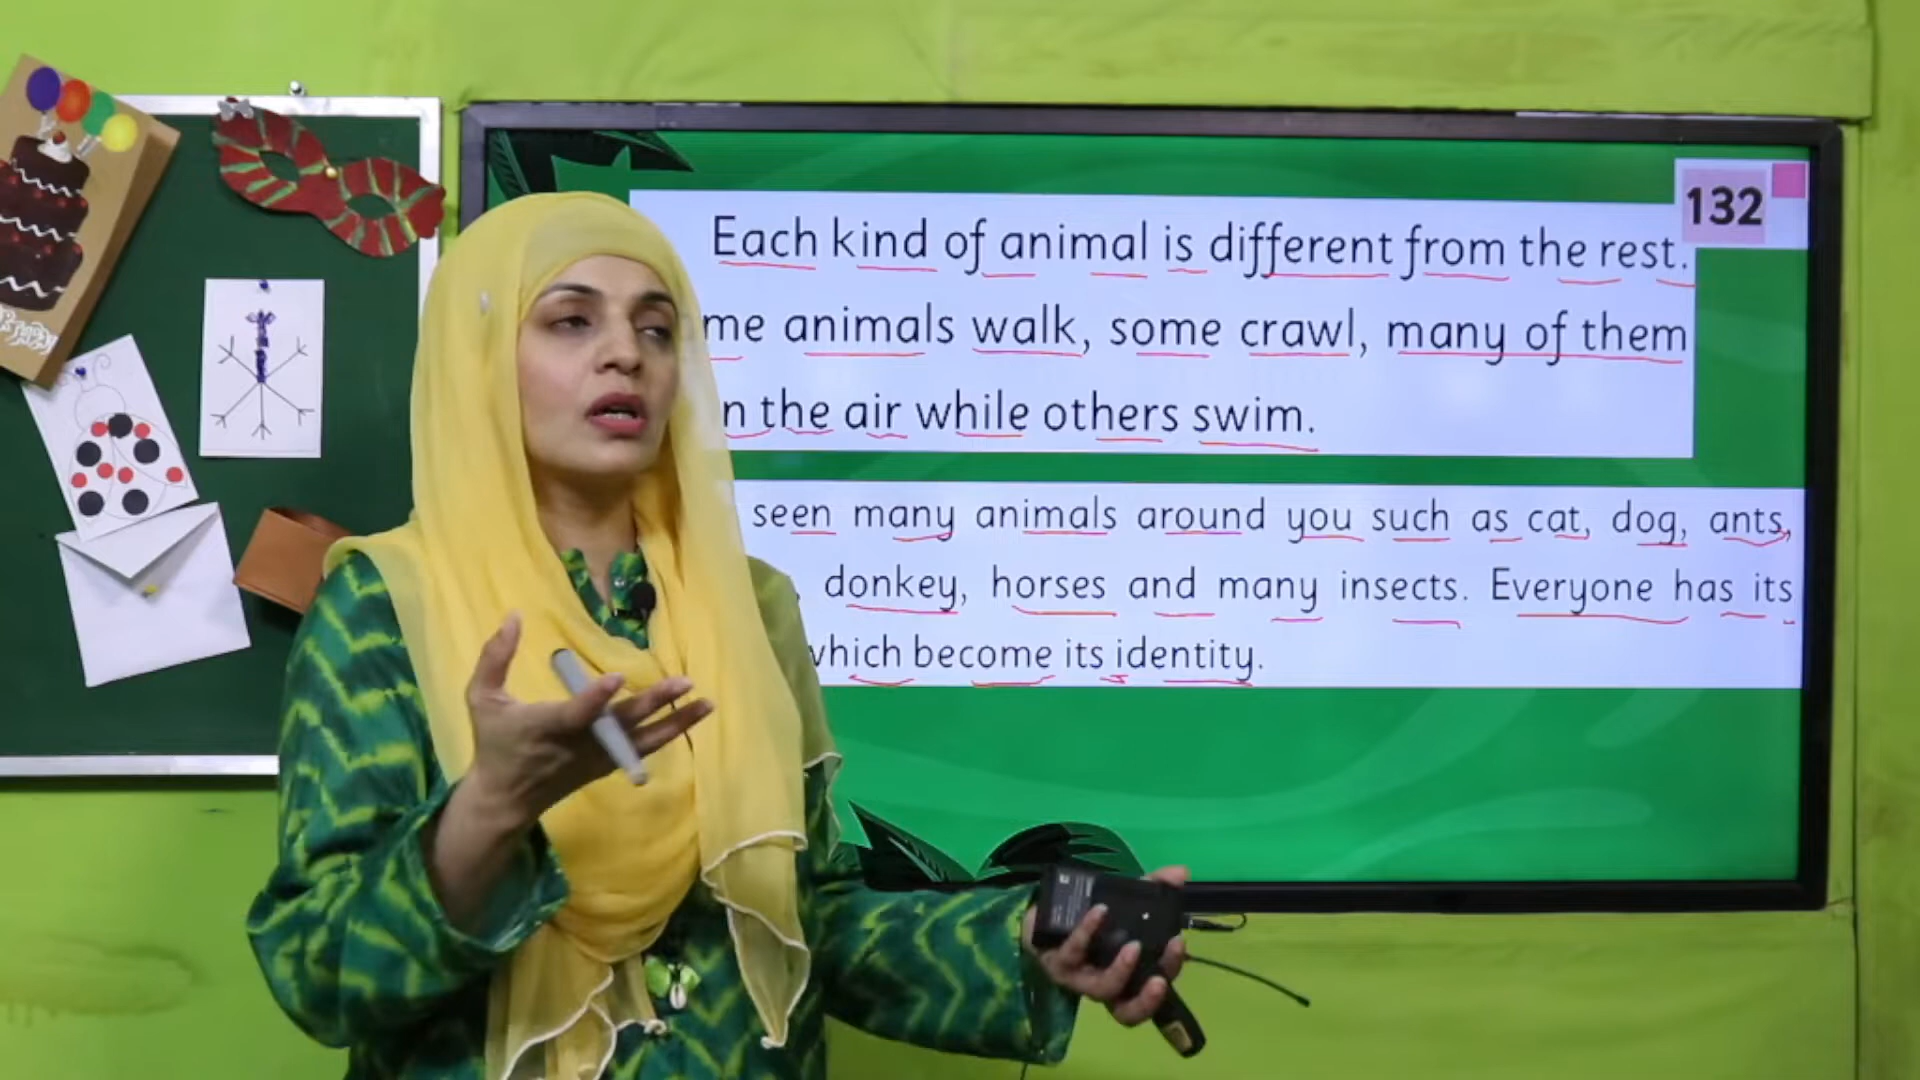 132
Each kind of animal is different from the rest.
me animals walk, some crawl, many of them
n the air while others swim.
seen many animals around you such as cat, dog, ants,
, donkey, horses and many insects. Everyone has its
which become its identity.